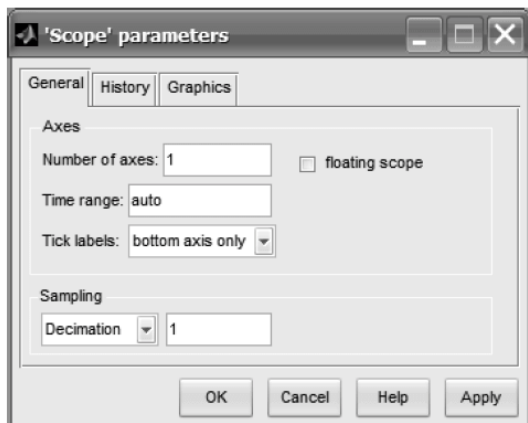 'Scope' parameters
General History Graphics
Axes
Number of axes: 1 floating scope
Time range: auto
Tick labels: bottom axis only
Sampling
Decimation 1
OK Cancel Help Apply